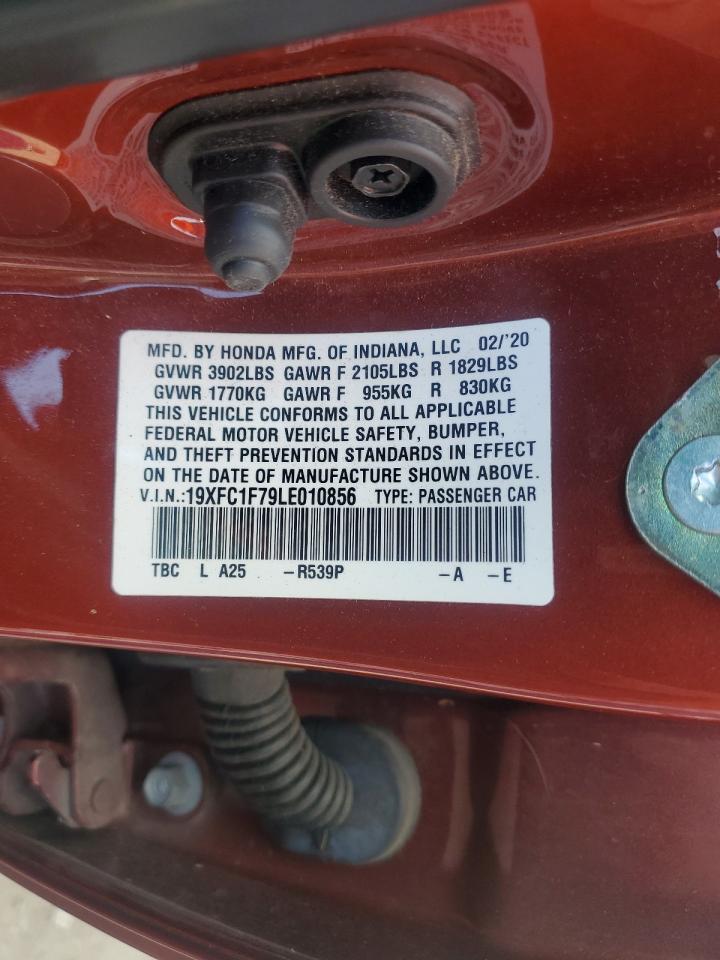 MFD. BY HONDA MFG. OF INDIANA, LLC 02/'20
GVWR 3902LBS GAWR F 2105LBS R 1829LBS
GVWR 1770KG GAWR F 955KG R 830KG
THIS VEHICLE CONFORMS TO ALL APPLICABLE
FEDERAL MOTOR VEHICLE SAFETY, BUMPER,
AND THEFT PREVENTION STANDARDS IN EFFECT
ON THE DATE OF MANUFACTURE SHOWN ABOVE.
V.I.N.:19XFC1F79LE010856 TYPE: PASSENGER CAR
TBC L A25 -R539P -A -E